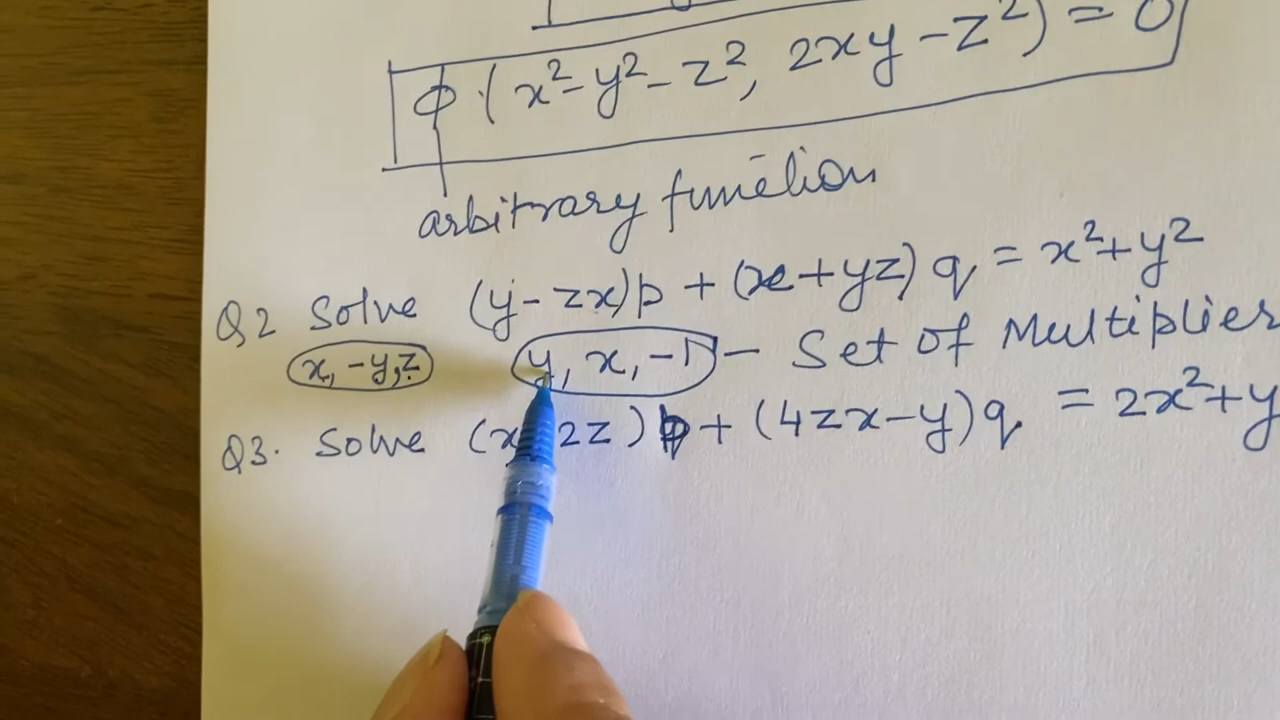 ϕ (x²-y²-z², 2xy-z²) = 0
arbitrary function
Q2 Solve (y-zx)p + (x+yz)q = x²+y²
x, -y, z y, x, -1 - Set of Multiplier
Q3. Solve (x 2z)p + (4zx-y)q = 2x²+y